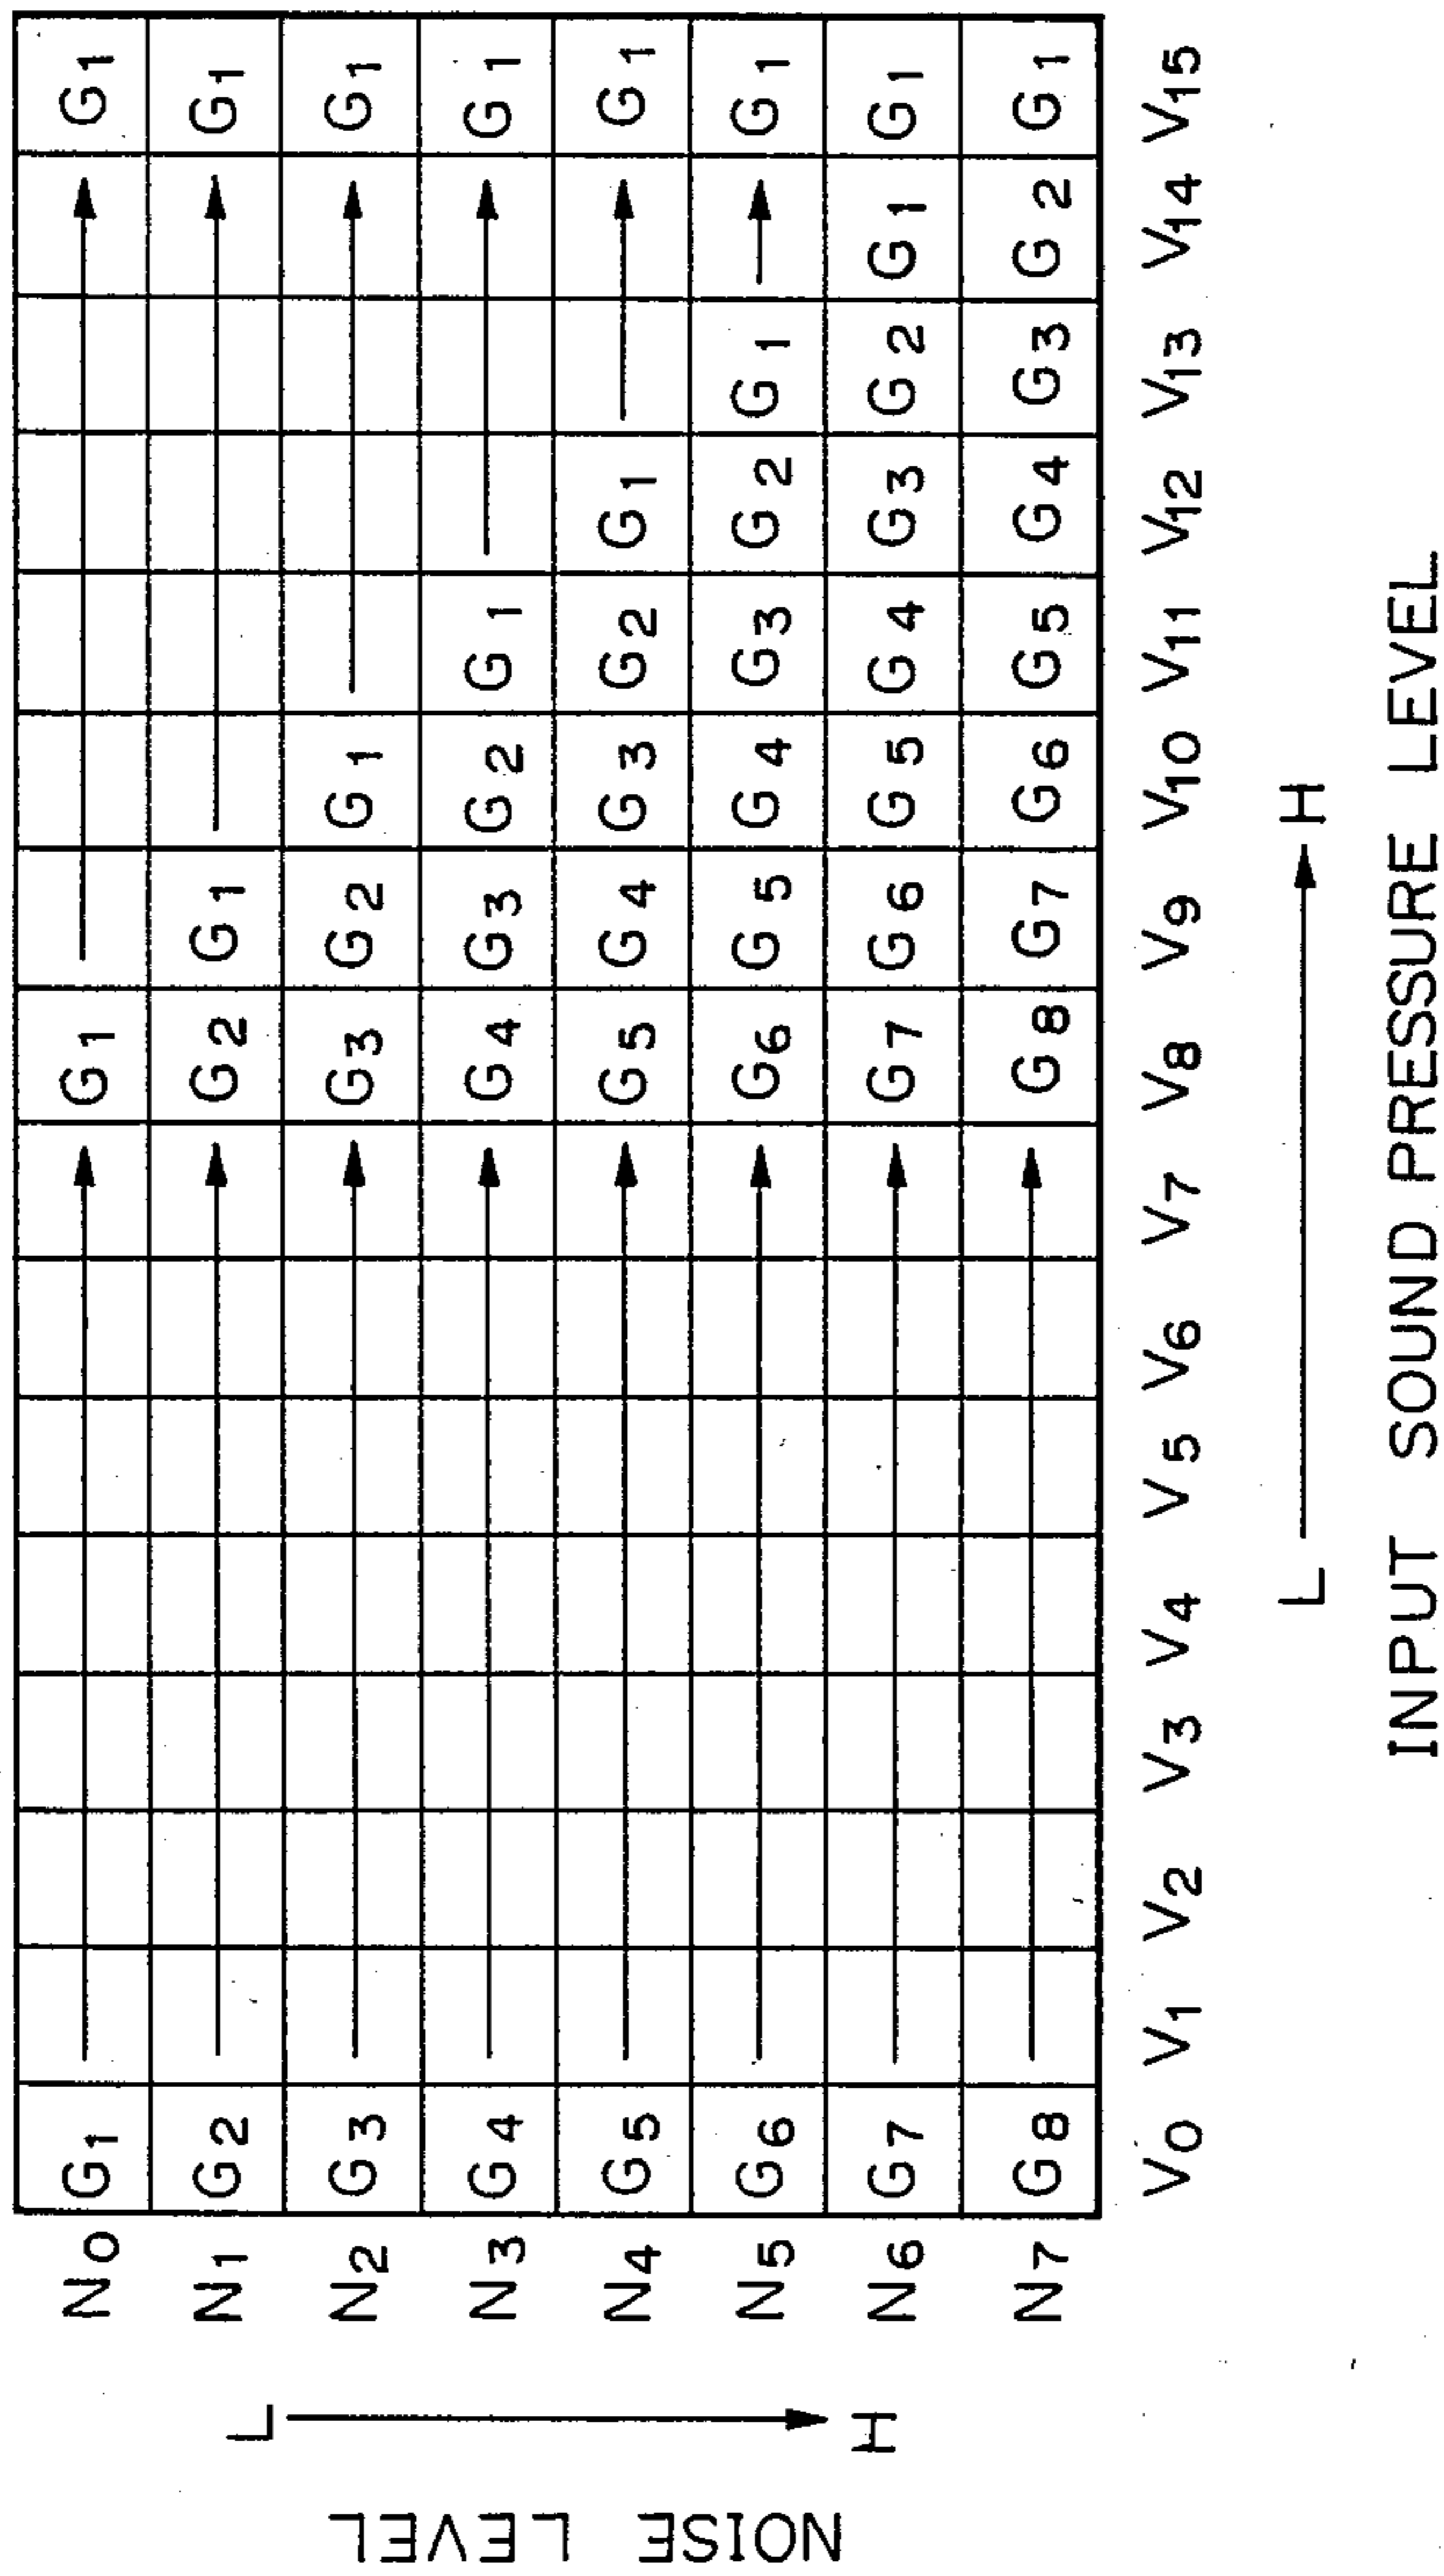 NOISE LEVEL
L → H
N0 G1 → G1 → G1
N1 G2 → G2 G1 → G1
N2 G3 → G3 G2 G1 → G1
N3 G4 → G4 G3 G2 G1 → G1
N4 G5 → G5 G4 G3 G2 G1 → G1
N5 G6 → G6 G5 G4 G3 G2 G1 → G1
N6 G7 → G7 G6 G5 G4 G3 G2 G1 G1
N7 G8 → G8 G7 G6 G5 G4 G3 G2 G1
V0 V1 V2 V3 V4 V5 V6 V7 V8 V9 V10 V11 V12 V13 V14 V15
L → H
INPUT SOUND PRESSURE LEVEL